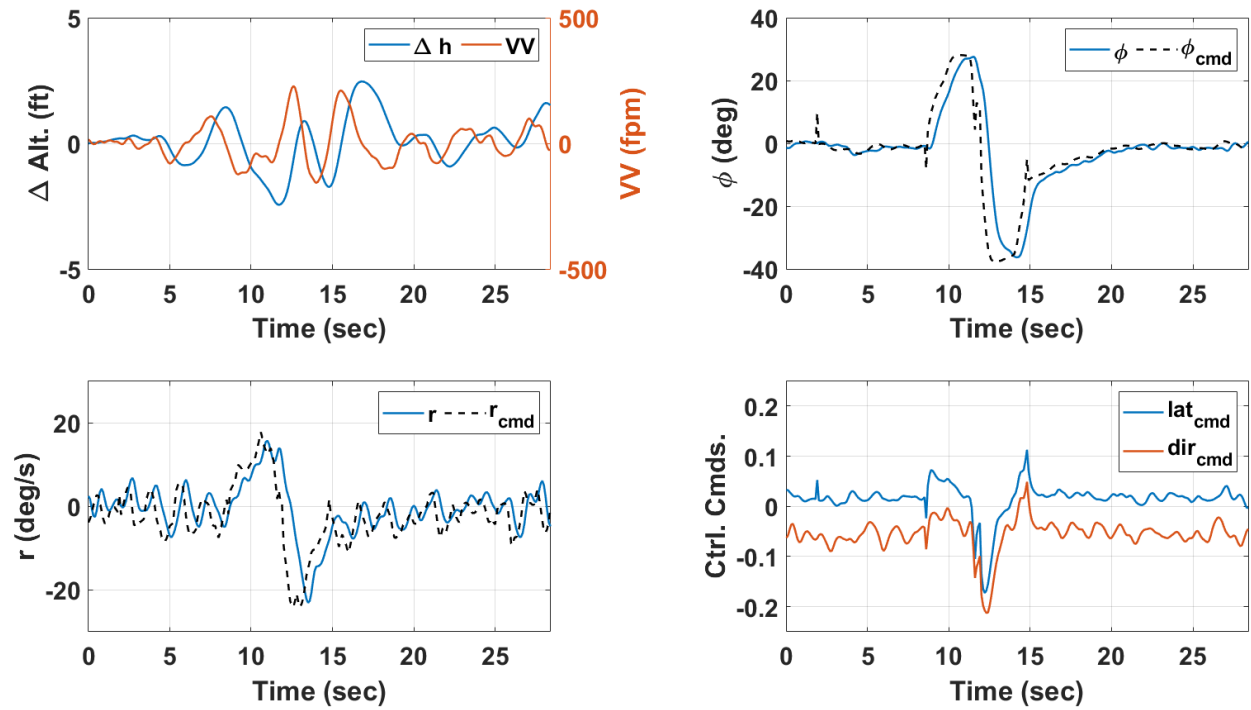 Δ h VV
5
0
-5
500
0
-500
Δ Alt. (ft)
VV (fpm)
0 5 10 15 20 25
Time (sec)
ϕ ϕcmd
40
20
0
-20
-40
ϕ (deg)
0 5 10 15 20 25
Time (sec)
r rcmd
20
0
-20
r (deg/s)
0 5 10 15 20 25
Time (sec)
latcmd
dircmd
0.2
0.1
0
-0.1
-0.2
Ctrl. Cmds.
0 5 10 15 20 25
Time (sec)